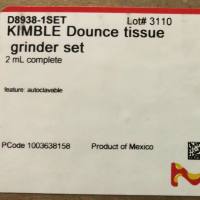 D8938-1SET Lot# 3110
KIMBLE Dounce tissue
grinder set
2 mL complete
feature: autoclavable
PCode 1003638158 Product of Mexico